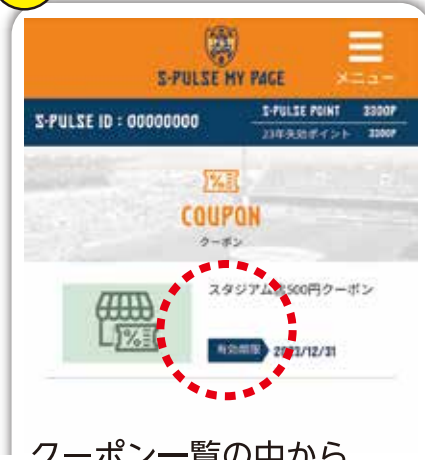 S-PULSE MY PAGE
メニュー
S-PULSE ID : 00000000
S-PULSE POINT 3300P
23年失効ポイント 3300P
COUPON
クーポン
スタジアム 500円クーポン
有効期限 2023/12/31
クーポン一覧の中から